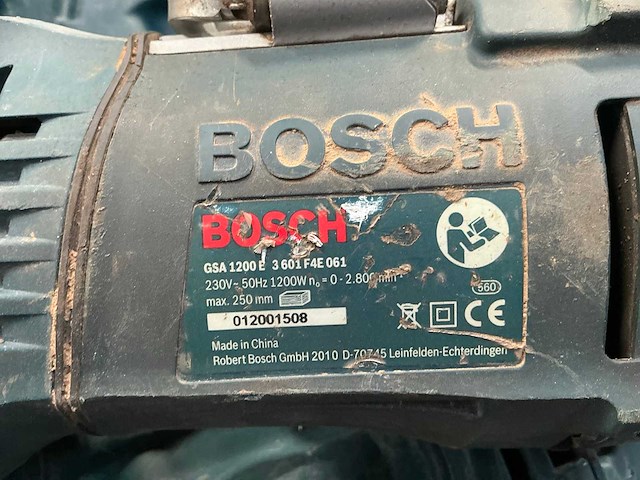 BOSCH
BOSCH
GSA 1200 E 3 601 F4E 061
230V~ 50Hz 1200W n₀ = 0 - 2.800 min
max. 250 mm
560
012001508
CE
Made in China
Robert Bosch GmbH 2010 D-70745 Leinfelden-Echterdingen